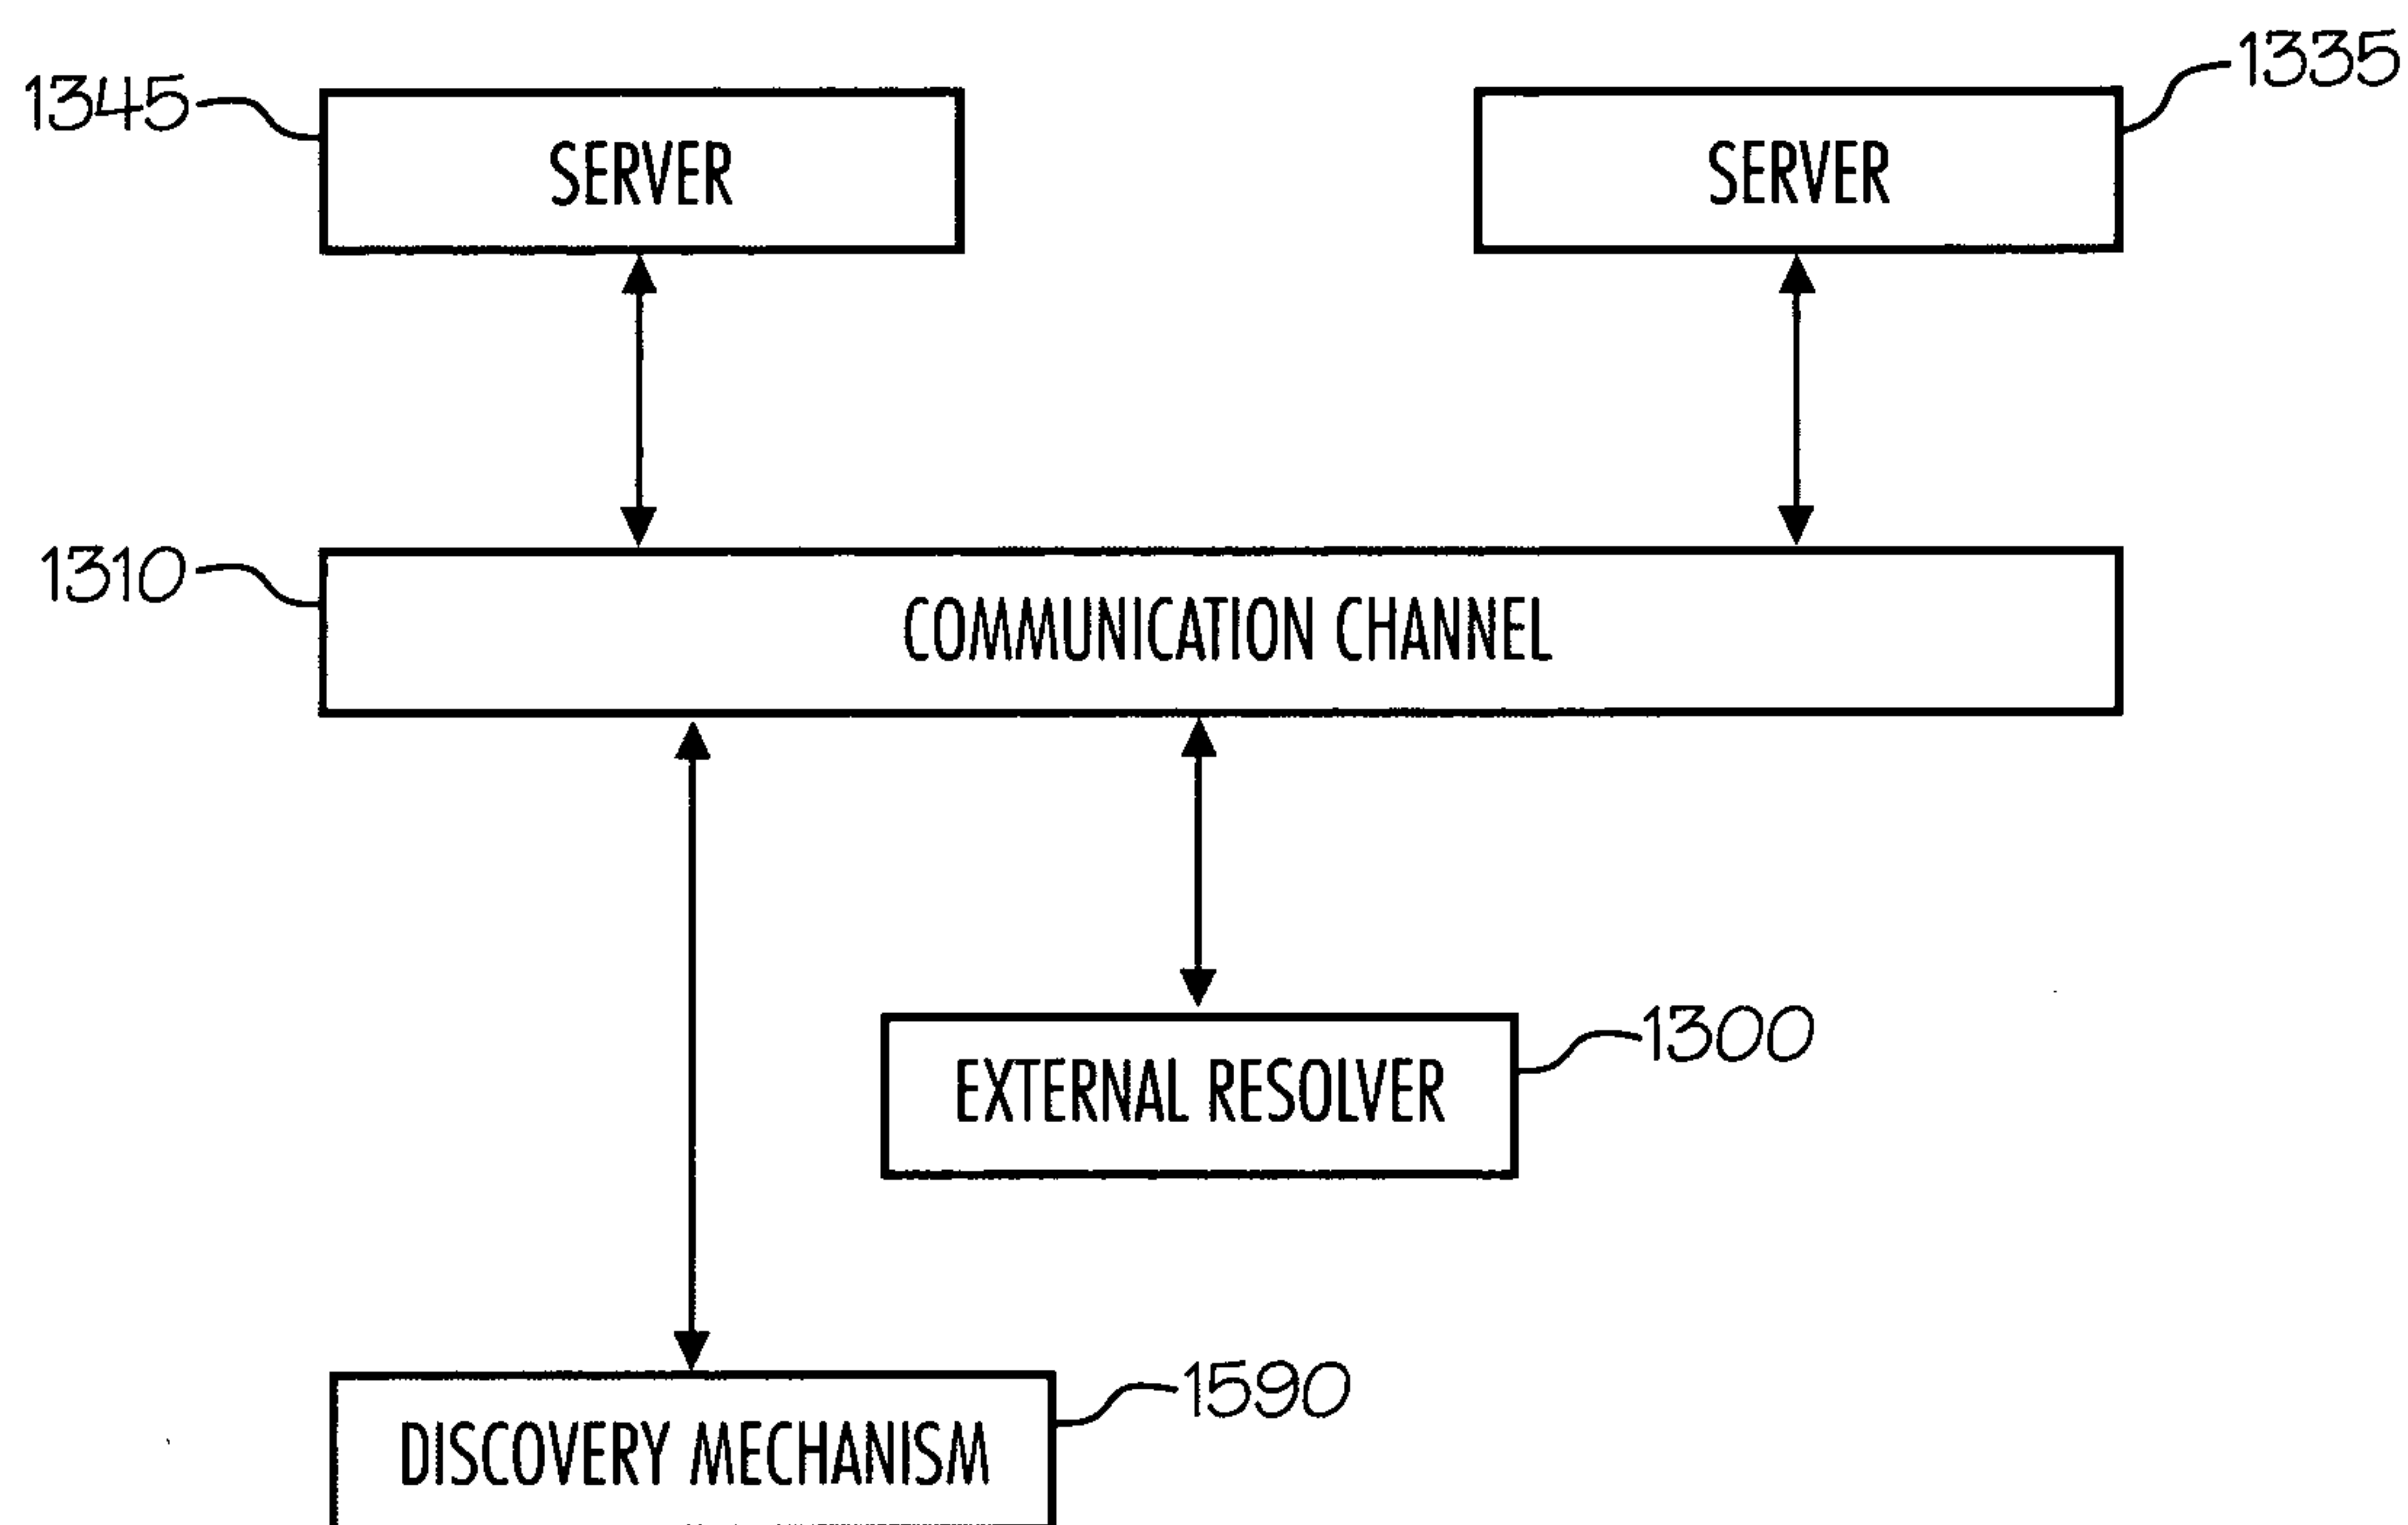 1345
SERVER
SERVER
1335
1310
COMMUNICATION CHANNEL
EXTERNAL RESOLVER
1300
DISCOVERY MECHANISM
1590